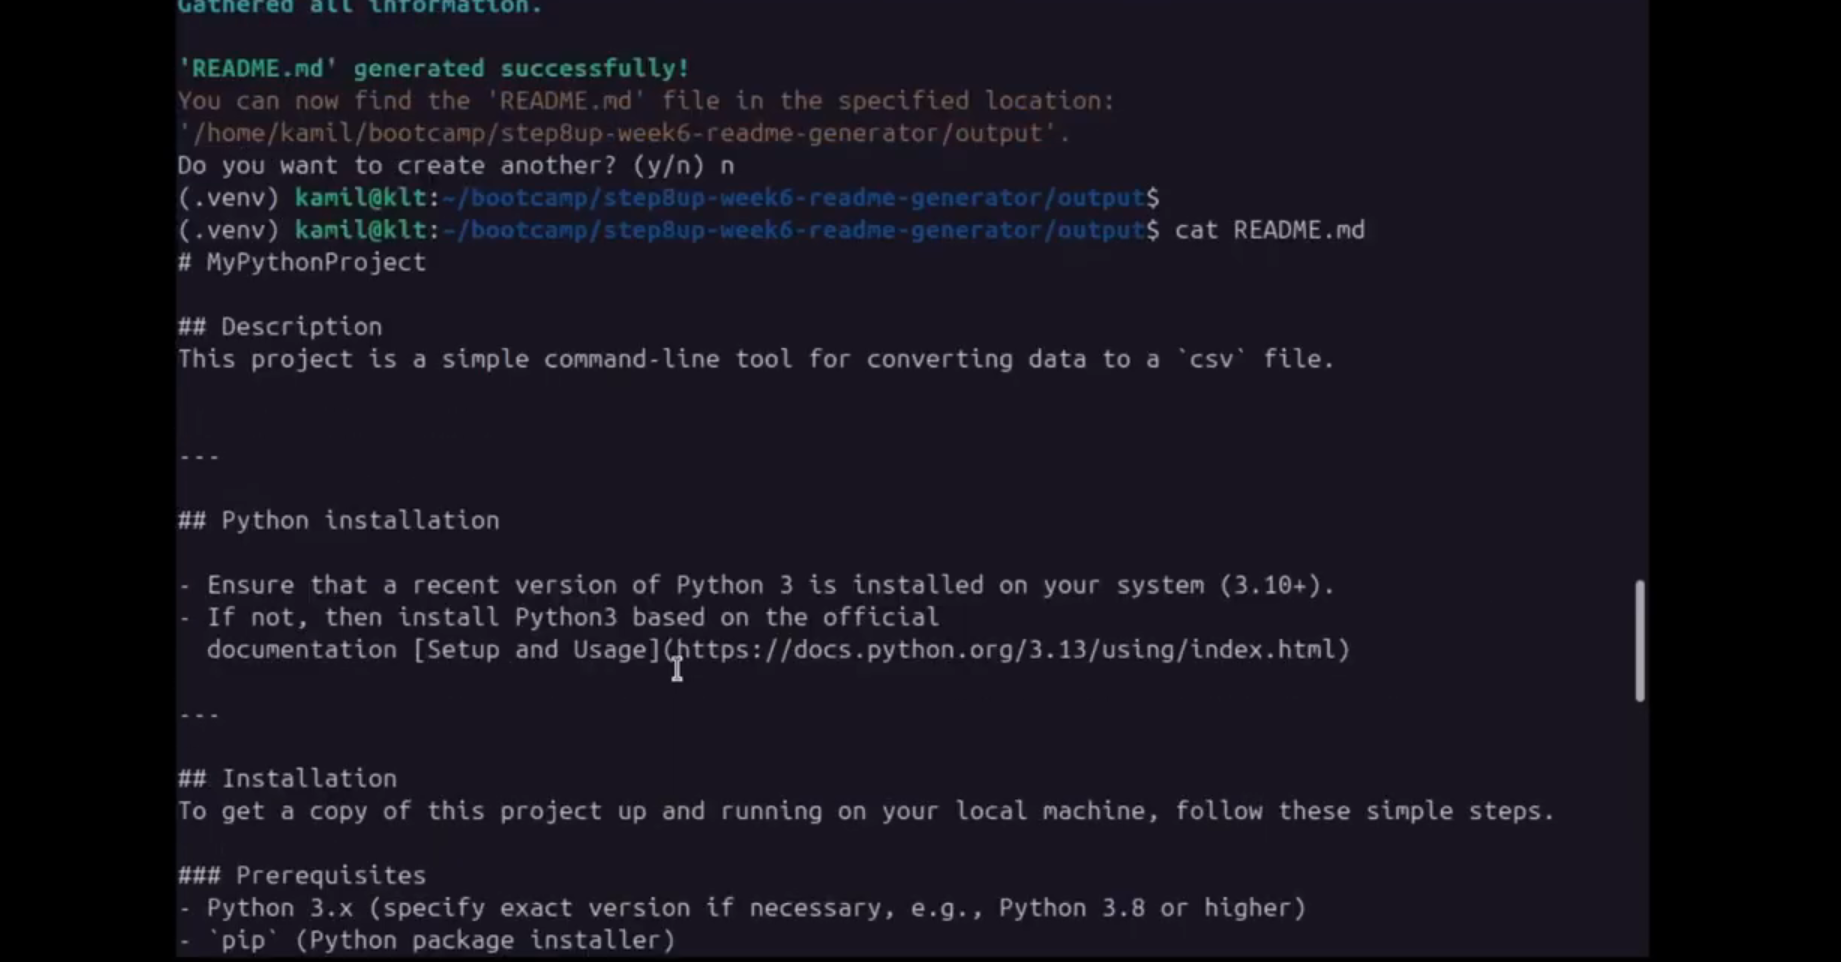 Gathered all information.
'README.md' generated successfully!
You can now find the 'README.md' file in the specified location:
'/home/kamil/bootcamp/step8up-week6-readme-generator/output'.
Do you want to create another? (y/n) n
(.venv) kamil@klt:~/bootcamp/step8up-week6-readme-generator/output$
(.venv) kamil@klt:~/bootcamp/step8up-week6-readme-generator/output$ cat README.md
# MyPythonProject
## Description
This project is a simple command-line tool for converting data to a `csv` file.
---
## Python installation
- Ensure that a recent version of Python 3 is installed on your system (3.10+).
- If not, then install Python3 based on the official
documentation [Setup and Usage](https://docs.python.org/3.13/using/index.html)
---
## Installation
To get a copy of this project up and running on your local machine, follow these simple steps.
### Prerequisites
- Python 3.x (specify exact version if necessary, e.g., Python 3.8 or higher)
- `pip` (Python package installer)